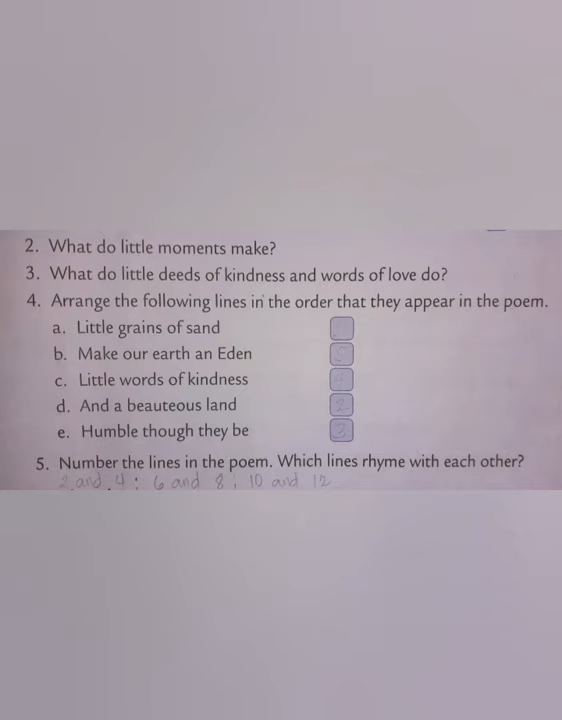 2. What do little moments make?
3. What do little deeds of kindness and words of love do?
4. Arrange the following lines in the order that they appear in the poem.
a. Little grains of sand
b. Make our earth an Eden 5
c. Little words of kindness 4
d. And a beauteous land 2
e. Humble though they be 3
5. Number the lines in the poem. Which lines rhyme with each other?
2 and 4; 6 and 8; 10 and 12